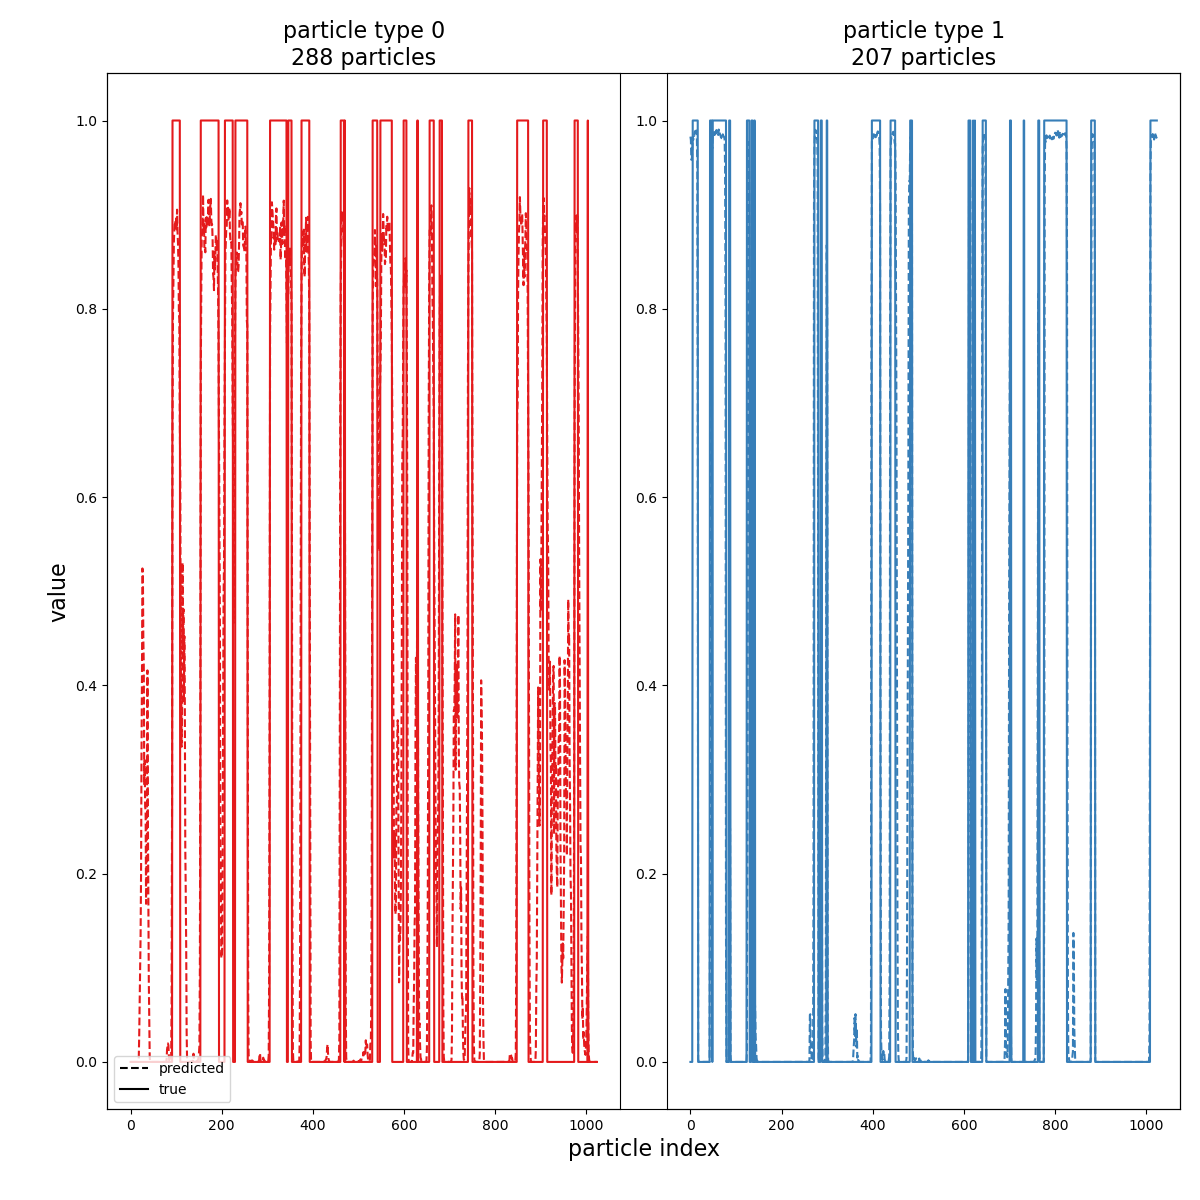 particle type 0
288 particles
particle type 1
207 particles
1.0
0.8
0.6
0.4
0.2
0.0
value
predicted
true
0 200 400 600 800 1000
1.0
0.8
0.6
0.4
0.2
0.0
0 200 400 600 800 1000
particle index